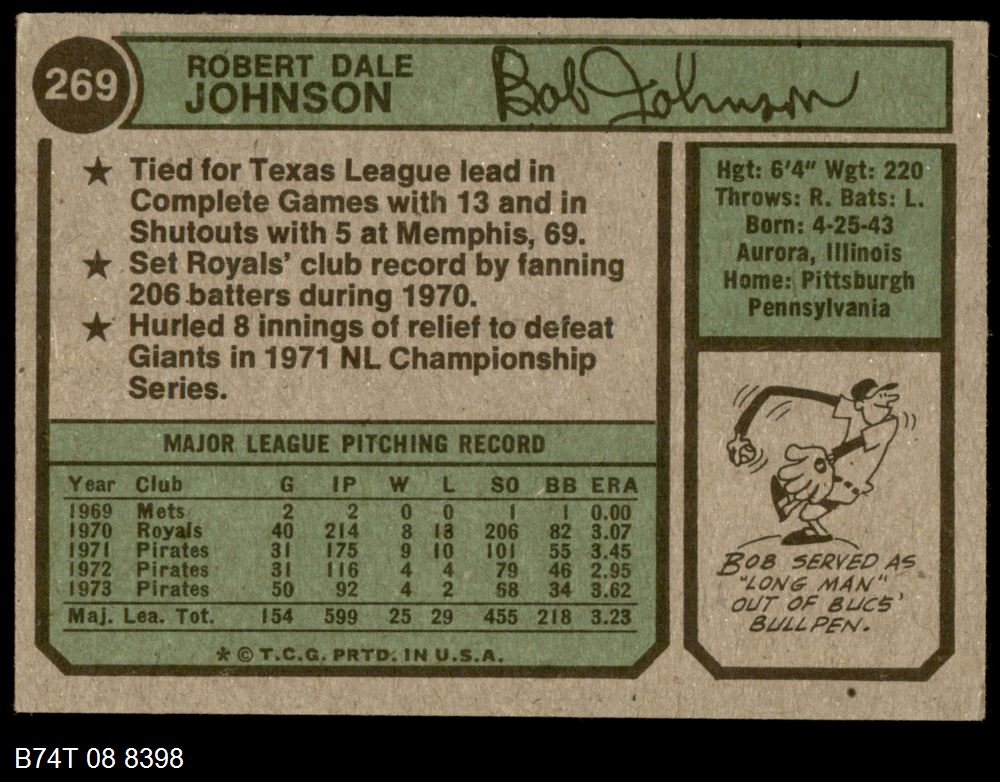 269
ROBERT DALE
JOHNSON
Bob Johnson
★ Tied for Texas League lead in
Complete Games with 13 and in
Shutouts with 5 at Memphis, 69.
★ Set Royals' club record by fanning
206 batters during 1970.
★ Hurled 8 innings of relief to defeat
Giants in 1971 NL Championship
Series.
Hgt: 6'4" Wgt: 220
Throws: R. Bats: L.
Born: 4-25-43
Aurora, Illinois
Home: Pittsburgh
Pennsylvania
MAJOR LEAGUE PITCHING RECORD
Year Club G IP W L SO BB ERA
1969 Mets 2 2 0 0 1 1 0.00
1970 Royals 40 214 8 13 206 82 3.07
1971 Pirates 31 175 9 10 101 55 3.45
1972 Pirates 31 116 4 4 79 46 2.95
1973 Pirates 50 92 4 2 68 34 3.62
Maj. Lea. Tot. 154 599 25 29 455 218 3.23
* © T.C.G. PRTD. IN U.S.A.
BOB SERVED AS
"LONG MAN"
OUT OF BUCS'
BULLPEN.
B74T 08 8398